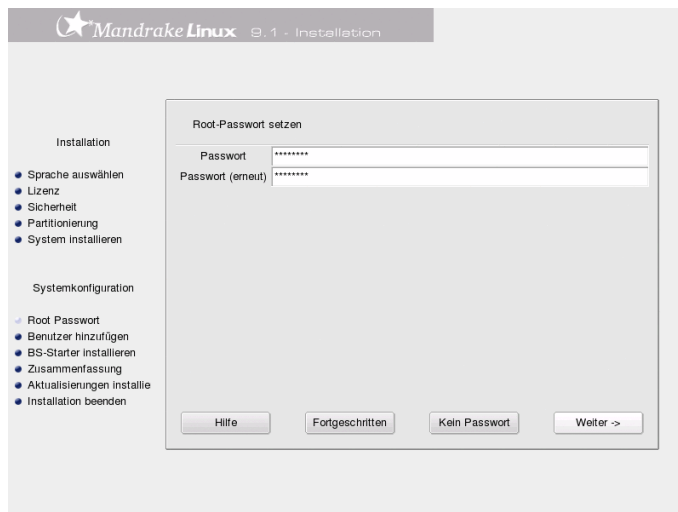 Mandrake Linux 9.1 - Installation
Installation
Sprache auswählen
Lizenz
Sicherheit
Partitionierung
System installieren
Systemkonfiguration
Root Passwort
Benutzer hinzufügen
BS-Starter installieren
Zusammenfassung
Aktualisierungen installie
Installation beenden
Root-Passwort setzen
Passwort ********
Passwort (erneut) ********
Hilfe Fortgeschritten Kein Passwort Weiter ->